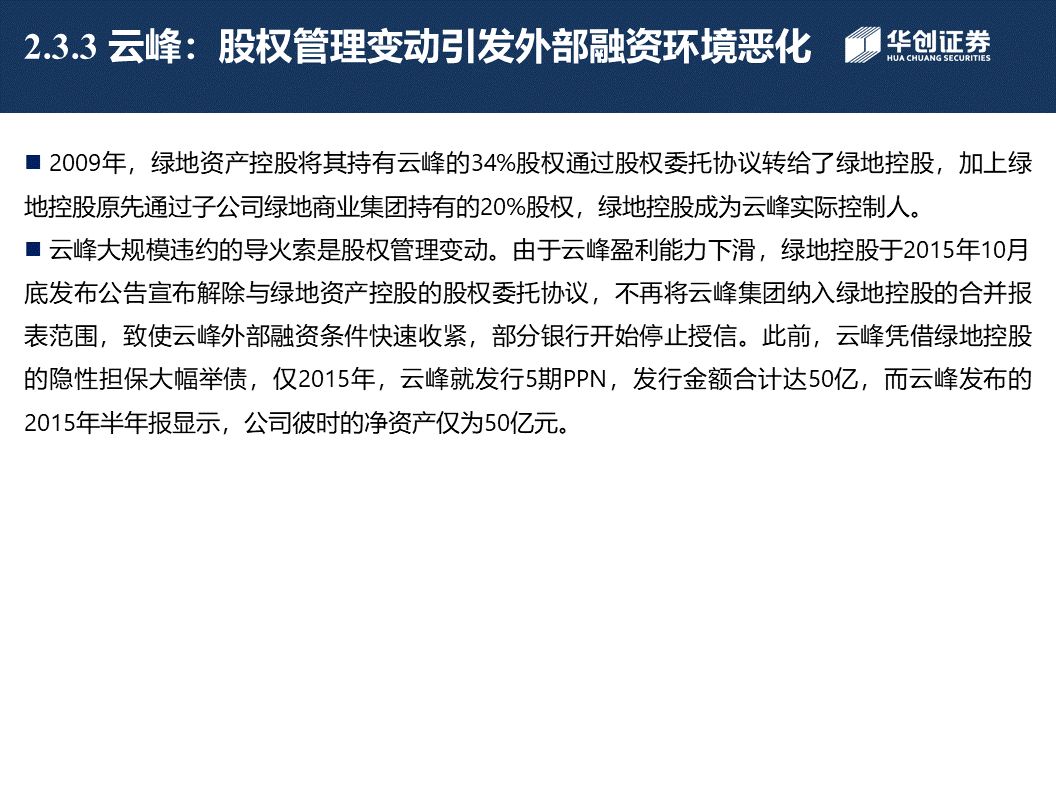 2.3.3 云峰：股权管理变动引发外部融资环境恶化
华创证券
HUA CHUANG SECURITIES
■ 2009年，绿地资产控股将其持有云峰的34%股权通过股权委托协议转给了绿地控股，加上绿
地控股原先通过子公司绿地商业集团持有的20%股权，绿地控股成为云峰实际控制人。
■ 云峰大规模违约的导火索是股权管理变动。由于云峰盈利能力下滑，绿地控股于2015年10月
底发布公告宣布解除与绿地资产控股的股权委托协议，不再将云峰集团纳入绿地控股的合并报
表范围，致使云峰外部融资条件快速收紧，部分银行开始停止授信。此前，云峰凭借绿地控股
的隐性担保大幅举债，仅2015年，云峰就发行5期PPN，发行金额合计达50亿，而云峰发布的
2015年半年报显示，公司彼时的净资产仅为50亿元。